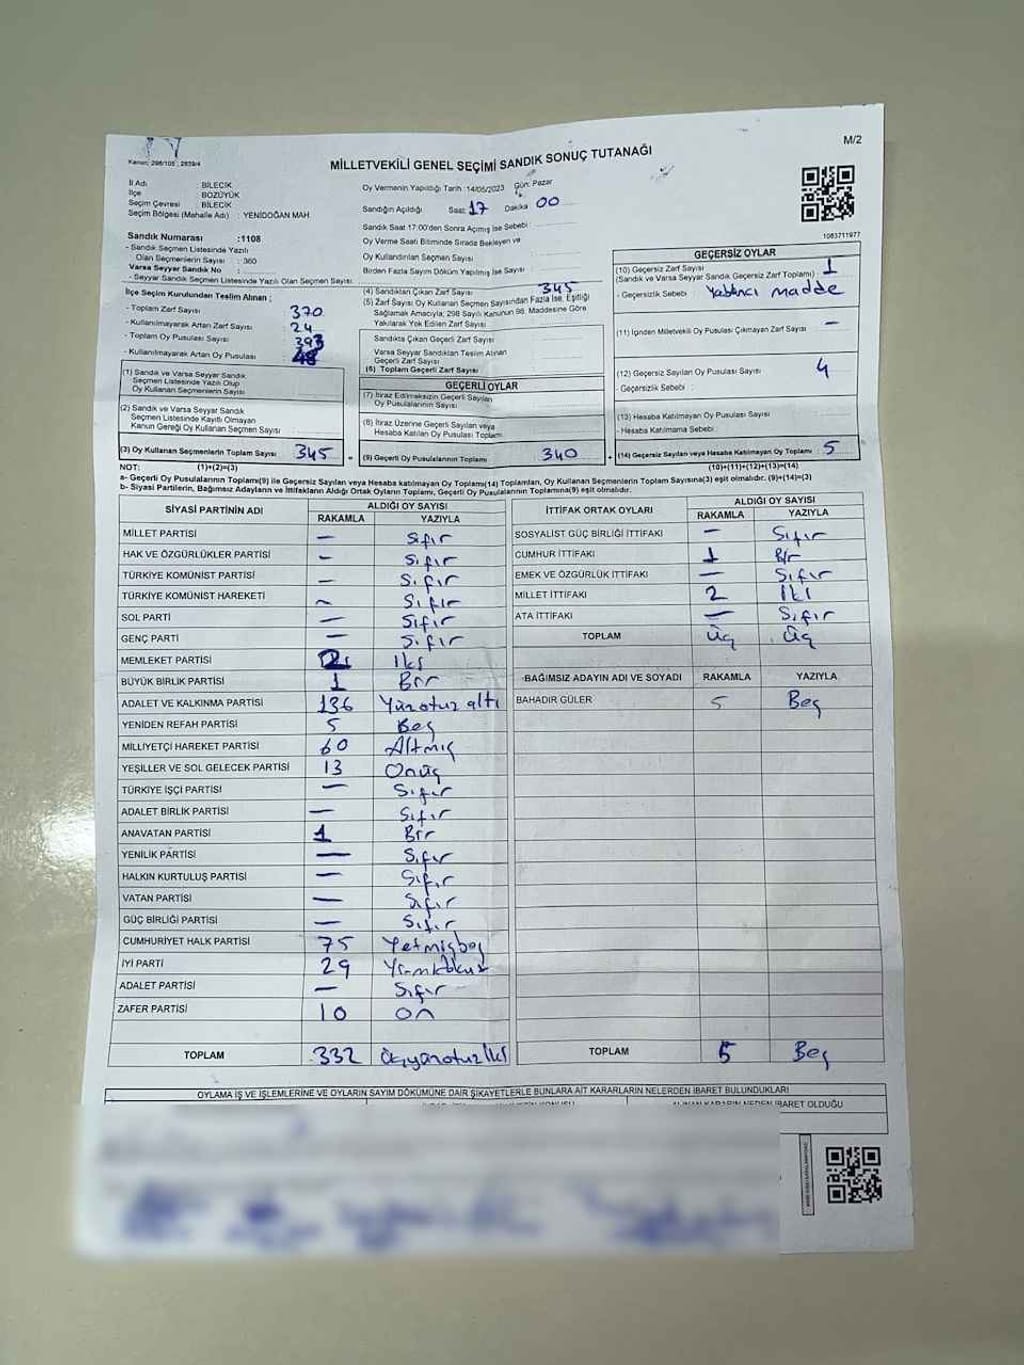 Kanun: 298/105 , 2839/4
M/2
MİLLETVEKİLİ GENEL SEÇİMİ SANDIK SONUÇ TUTANAĞI
İl Adı : BİLECİK
İlçe : BOZÜYÜK
Seçim Çevresi : BİLECİK
Seçim Bölgesi (Mahalle Adı) : YENİDOĞAN MAH
Sandık Numarası :1108
- Sandık Seçmen Listesinde Yazılı
Olan Seçmenlerin Sayısı : 360
Varsa Seyyar Sandık No :
- Seyyar Sandık Seçmen Listesinde Yazılı Olan Seçmen Sayısı:
İlçe Seçim Kurulundan Teslim Alınan ;
- Toplam Zarf Sayısı : 370
- Kullanılmayarak Artan Zarf Sayısı : 24
- Toplam Oy Pusulası Sayısı : 393
- Kullanılmayarak Artan Oy Pusulası : 48
(1) Sandık ve Varsa Seyyar Sandık
Seçmen Listesinde Yazılı Olup
Oy Kullanan Seçmenlerin Sayısı :
(2) Sandık ve Varsa Seyyar Sandık
Seçmen Listesinde Kayıtlı Olmayan
Kanun Gereği Oy Kullanan Seçmen Sayısı :
(3) Oy Kullanan Seçmenlerin Toplam Sayısı 345 =
Oy Vermenin Yapıldığı Tarih :14/05/2023 Gün: Pazar
Sandığın Açıldığı Saat: 17 Dakika 00
Sandık Saat 17:00'den Sonra Açımış İse Sebebi :
Oy Verme Saati Bitiminde Sırada Bekleyen ve
Oy Kullandırılan Seçmen Sayısı
Birden Fazla Sayım Döküm Yapılmış İse Sayısı :
(4) Sandıktan Çıkan Zarf Sayısı : 345
(5) Zarf Sayısı Oy Kullanan Seçmen Sayısından Fazla İse, Eşitliği
Sağlamak Amacıyla; 298 Sayılı Kanunun 98. Maddesine Göre
Yakılarak Yok Edilen Zarf Sayısı :
Sandıkta Çıkan Geçerli Zarf Sayısı :
Varsa Seyyar Sandıktan Teslim Alınan
Geçerli Zarf Sayısı
(6) Toplam Geçerli Zarf Sayısı
GEÇERLİ OYLAR
(7) İtiraz Edilmeksizin Geçerli Sayılan
Oy Pusulalarının Sayısı
(8) İtiraz Üzerine Geçerli Sayılan veya
Hesaba Katılan Oy Pusulası Toplam
(9) Geçerli Oy Pusulalarının Toplamı 340 +
1083711977
GEÇERSİZ OYLAR
(10) Geçersiz Zarf Sayısı 1
(Sandık ve Varsa Seyyar Sandık Geçersiz Zarf Toplamı)
- Geçersizlik Sebebi : Yabancı madde
(11) İçinden Milletvekili Oy Pusulası Çıkmayan Zarf Sayısı –
(12) Geçersiz Sayılan Oy Pusulası Sayısı 4
- Geçersizlik Sebebi :
(13) Hesaba Katılmayan Oy Pusulası Sayısı
- Hesaba Katılmama Sebebi :
(14) Geçersiz Sayılan veya Hesaba Katılmayan Oy Toplamı 5
NOT: (1)+(2)=(3) (10)+(11)+(12)+(13)=(14)
a- Geçerli Oy Pusulalarının Toplamı(9) ile Geçersiz Sayılan veya Hesaba katılmayan Oy Toplamı(14) Toplamları, Oy Kullanan Seçmenlerin Toplam Sayısına(3) eşit olmalıdır. (9)+(14)=(3)
b- Siyasi Partilerin, Bağımsız Adayların ve İttifakların Aldığı Ortak Oyların Toplamı, Geçerli Oy Pusulalarının Toplamına(9) eşit olmalıdır.
SİYASİ PARTİNİN ADI ALDIĞI OY SAYISI
RAKAMLA YAZIYLA
MİLLET PARTİSİ – Sıfır
HAK VE ÖZGÜRLÜKLER PARTİSİ – Sıfır
TÜRKİYE KOMÜNİST PARTİSİ – Sıfır
TÜRKİYE KOMÜNİST HAREKETİ – Sıfır
SOL PARTİ – Sıfır
GENÇ PARTİ – Sıfır
MEMLEKET PARTİSİ 2 İki
BÜYÜK BİRLİK PARTİSİ 1 Bir
ADALET VE KALKINMA PARTİSİ 136 Yüzotuz altı
YENİDEN REFAH PARTİSİ 5 Beş
MİLLİYETÇİ HAREKET PARTİSİ 60 Altmış
YEŞİLLER VE SOL GELECEK PARTİSİ 13 Onüç
TÜRKİYE İŞÇİ PARTİSİ – Sıfır
ADALET BİRLİK PARTİSİ – Sıfır
ANAVATAN PARTİSİ 1 Bir
YENİLİK PARTİSİ – Sıfır
HALKIN KURTULUŞ PARTİSİ – Sıfır
VATAN PARTİSİ – Sıfır
GÜÇ BİRLİĞİ PARTİSİ – Sıfır
CUMHURİYET HALK PARTİSİ 75 Yetmişbeş
İYİ PARTİ 29 Yirmidokuz
ADALET PARTİSİ – Sıfır
ZAFER PARTİSİ 10 on
TOPLAM 332 Üçyüzotuziki
İTTİFAK ORTAK OYLARI ALDIĞI OY SAYISI
RAKAMLA YAZIYLA
SOSYALİST GÜÇ BİRLİĞİ İTTİFAKI – Sıfır
CUMHUR İTTİFAKI 1 Bir
EMEK VE ÖZGÜRLÜK İTTİFAKI – Sıfır
MİLLET İTTİFAKI 2 İki
ATA İTTİFAKI – Sıfır
TOPLAM Üç Üç
BAĞIMSIZ ADAYIN ADI VE SOYADI RAKAMLA YAZIYLA
BAHADIR GÜLER 5 Beş
TOPLAM 5 Beş
OYLAMA İŞ VE İŞLEMLERİNE VE OYLARIN SAYIM DÖKÜMÜNE DAİR ŞİKAYETLERLE BUNLARA AİT KARARLARIN NELERDEN İBARET BULUNDUKLARI
ALINAN KARARIN NEDEN İBARET OLDUĞU